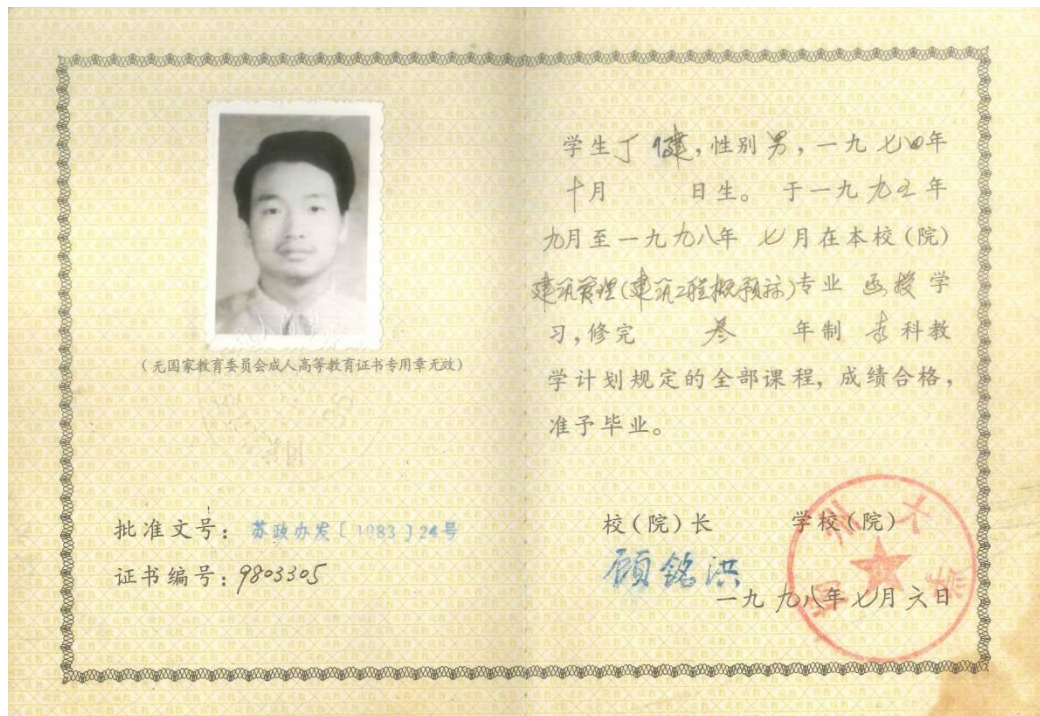 (无国家教育委员会成人高等教育证书专用章无效)
批准文号: 苏政办发〔1983〕24号
证书编号: 9803305
学生丁健,性别男,一九七四年
十月 日生。于一九九五年
九月至一九九八年 七月在本校(院)
建筑管理(建筑工程概预算)专业 函授学
习,修完 叁 年制 专科教
学计划规定的全部课程,成绩合格,
准予毕业。
校(院)长 学校(院)
顾铭洪
一九九八年七月六日